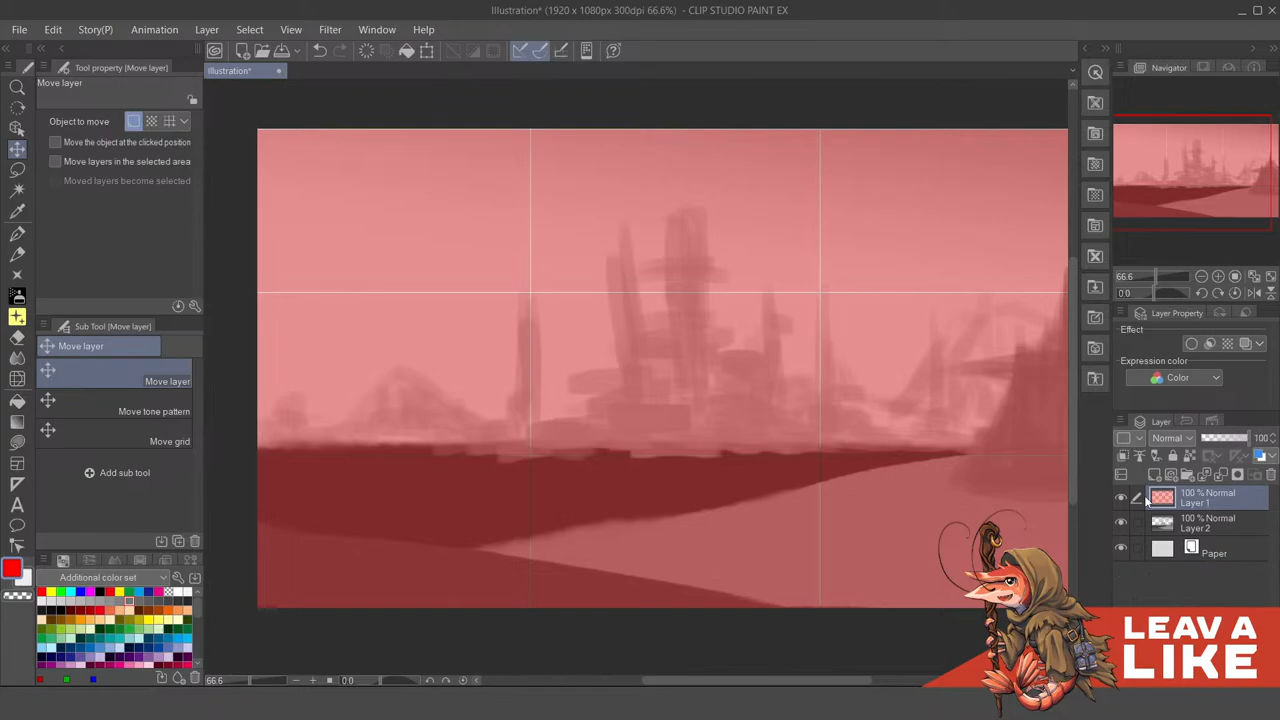 Illustration* (1920 x 1080px 300dpi 66.6%) - CLIP STUDIO PAINT EX
File Edit Story(P) Animation Layer Select View Filter Window Help
Tool property [Move layer]
Illustration*
Navigator
Move layer
Object to move
Move the object at the clicked position
Move layers in the selected area
Moved layers become selected
66.6
0.0
Layer Property
Effect
Expression color
Color
Sub Tool [Move layer]
Move layer
Move layer
Move tone pattern
Move grid
Add sub tool
Layer
Normal 100
100 % Normal
Layer 1
100 % Normal
Layer 2
Paper
Additional color set
66.6 0.0
LEAV A
LIKE